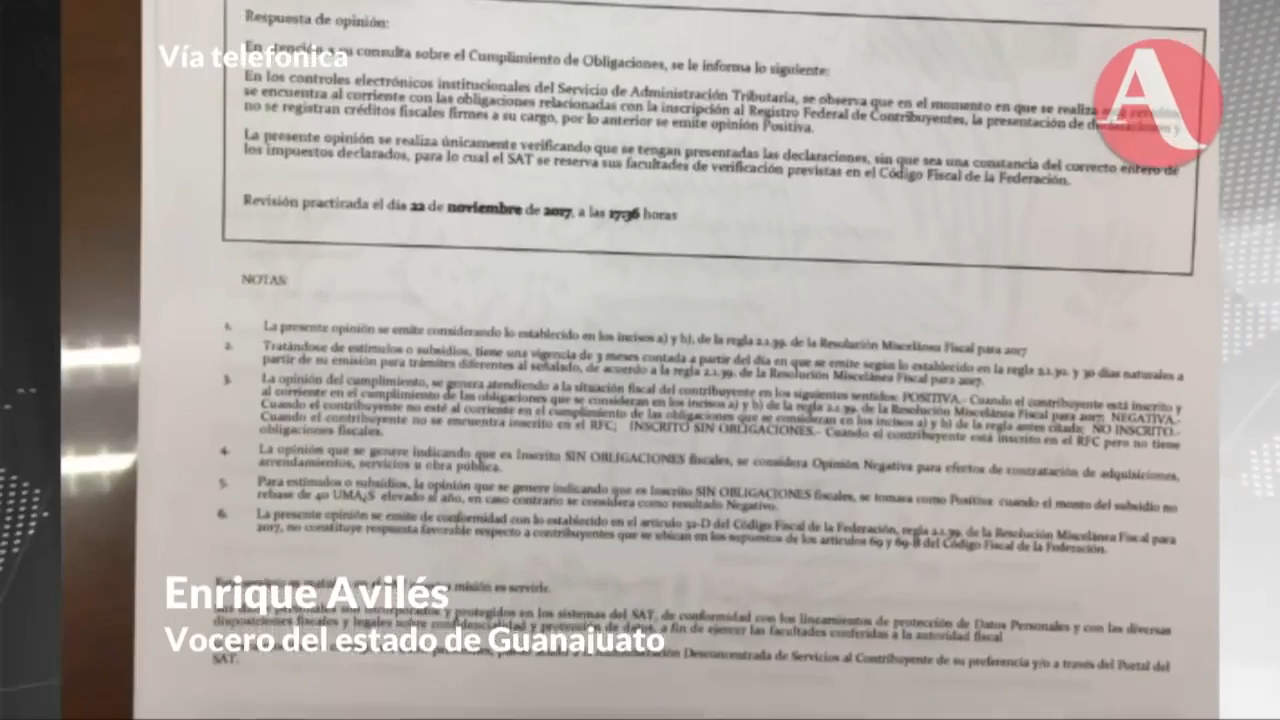 Respuesta de opinión:
Vía telefonica
En atención a su consulta sobre el Cumplimiento de Obligaciones, se le informa lo siguiente:
En los controles electrónicos institucionales del Servicio de Administración Tributaria, se observa que en el momento en que se realiza
se encuentra al corriente con las obligaciones relacionadas con la inscripción al Registro Federal de Contribuyentes, la presentación de declaraciones y
no se registran créditos fiscales firmes a su cargo, por lo anterior se emite opinión Positiva.
La presente opinión se realiza únicamente verificando que se tengan presentadas las declaraciones, sin que sea una constancia del correcto entero de
los impuestos declarados, para lo cual el SAT se reserva sus facultades de verificación previstas en el Código Fiscal de la Federación.
Revisión practicada el día 22 de noviembre de 2017, a las 17:36 horas
A
NOTAS:
1. La presente opinión se emite considerando lo establecido en los incisos a) y b), de la regla 2.1.39. de la Resolución Miscelánea Fiscal para 2017
2. Tratándose de estímulos o subsidios, tiene una vigencia de 3 meses contada a partir del día en que se emite según lo establecido en la regla 2.1.30. y 30 días naturales a
partir de su emisión para trámites diferentes al señalado, de acuerdo a la regla 2.1.39. de la Resolución Miscelánea Fiscal para 2017.
3. La opinión del cumplimiento, se genera atendiendo a la situación fiscal del contribuyente en los siguientes sentidos: POSITIVA.- Cuando el contribuyente está inscrito y
al corriente en el cumplimiento de las obligaciones que se consideran en los incisos a) y b) de la regla 2.1.39. de la Resolución Miscelánea Fiscal para 2017; NEGATIVA.-
Cuando el contribuyente no esté al corriente en el cumplimiento de las obligaciones que se consideran en los incisos a) y b) de la regla antes citada; NO INSCRITO.-
Cuando el contribuyente no se encuentra inscrito en el RFC; INSCRITO SIN OBLIGACIONES.- Cuando el contribuyente está inscrito en el RFC pero no tiene
obligaciones fiscales.
4. La opinión que se genere indicando que es Inscrito SIN OBLIGACIONES fiscales, se considera Opinión Negativa para efectos de contratación de adquisiciones,
arrendamientos, servicios u obra pública.
5. Para estímulos o subsidios, la opinión que se genere indicando que es Inscrito SIN OBLIGACIONES fiscales, se tomara como Positiva cuando el monto del subsidio no
rebase de 40 UMA¡S elevado al año, en caso contrario se considera como resultado Negativo.
6. La presente opinión se emite de conformidad con lo establecido en el artículo 32-D del Código Fiscal de la Federación, regla 2.1.39. de la Resolución Miscelánea Fiscal para
2017, no constituye respuesta favorable respecto a contribuyentes que se ubican en los supuestos de los artículos 69 y 69-B del Código Fiscal de la Federación.
misión es servirle.
Enrique Avilés
incorporados y protegidos en los sistemas del SAT, de conformidad con los lineamientos de protección de Datos Personales y con las diversas
disposiciones fiscales y legales sobre confidencialidad y protección de datos, a fin de ejercer las facultades conferidas a la autoridad fiscal
Vocero del estado de Guanajuato
Desconcentrada de Servicios al Contribuyente de su preferencia y/o a través del Portal del
SAT.